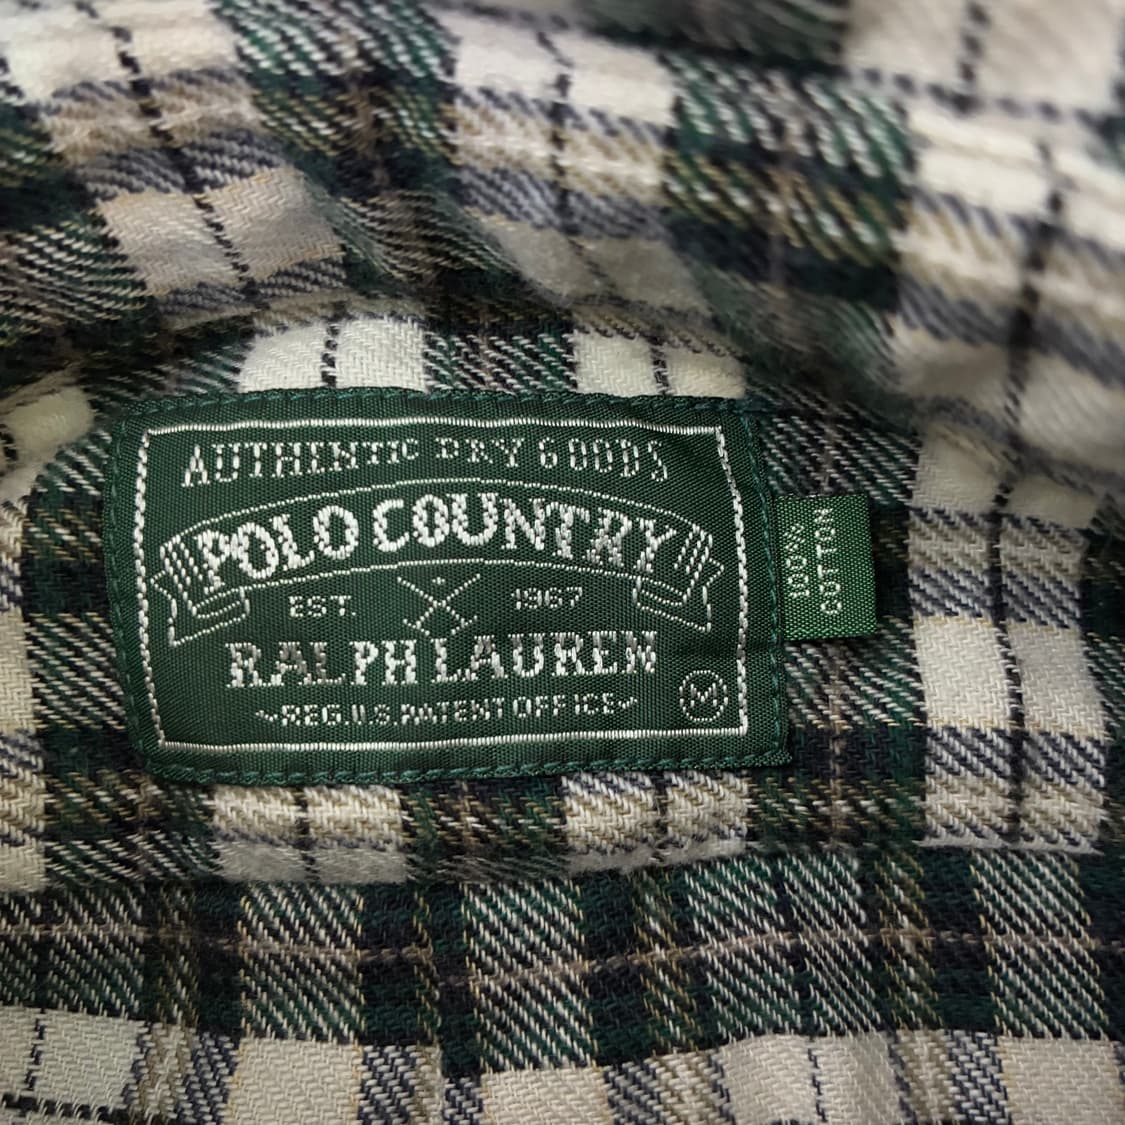 AUTHENTIC DRY GOODS
POLO COUNTRY
EST. 1967
RALPH LAUREN
REG. U.S. PATENT OFFICE
M
100%
COTTON